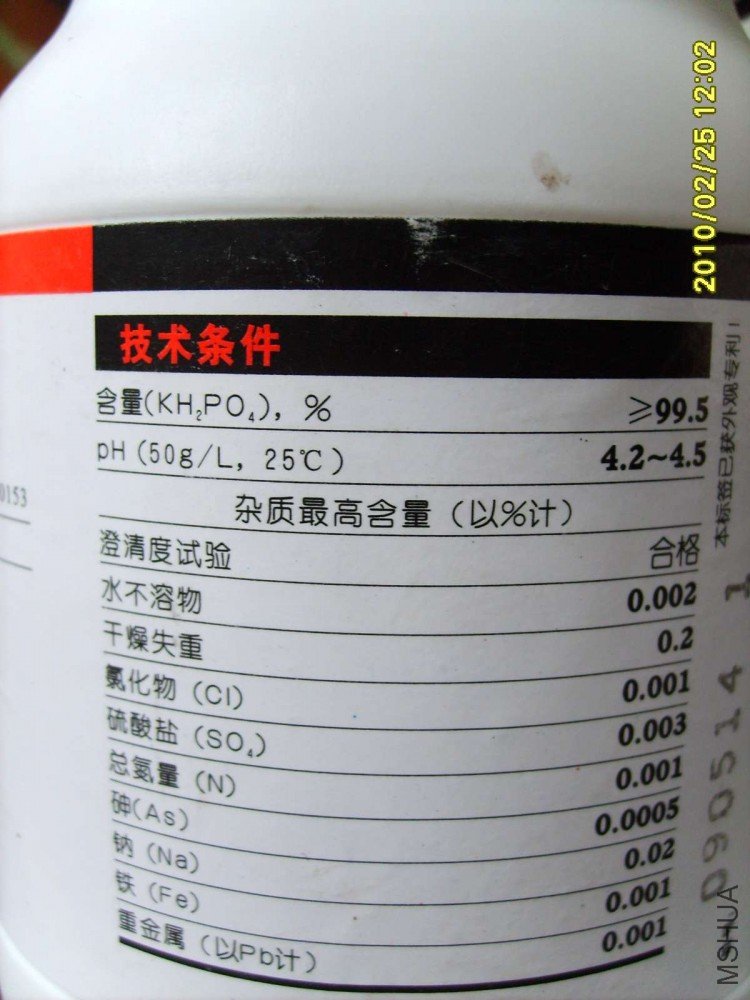 2010/02/25 12:02
技术条件
含量(KH₂PO₄), % ≥99.5
pH (50g/L, 25℃) 4.2~4.5
杂质最高含量（以%计）
澄清度试验 合格
水不溶物 0.002
干燥失重 0.2
氯化物 (Cl) 0.001
硫酸盐 (SO₄) 0.003
总氮量 (N) 0.001
砷(As) 0.0005
钠 (Na) 0.02
铁 (Fe) 0.001
重金属（以Pb计） 0.001
0153
本标签已获外观专利!
090514 1
MSHUA